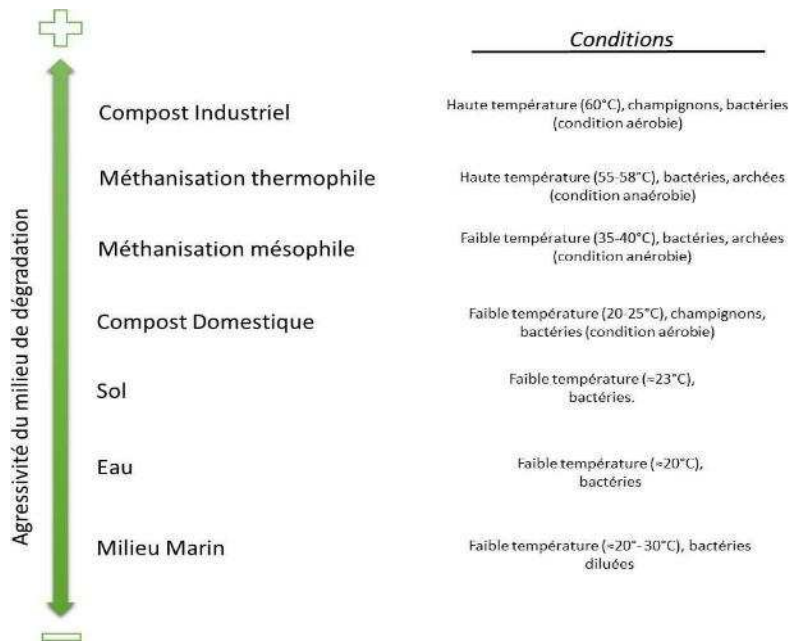 Conditions
Compost Industriel
Haute température (60°C), champignons, bactéries
(condition aérobie)
Méthanisation thermophile
Haute température (55-58°C), bactéries, archées
(condition anaérobie)
Méthanisation mésophile
Faible température (35-40°C), bactéries, archées
(condition anérobie)
Compost Domestique
Faible température (20-25°C), champignons,
bactéries (condition aérobie)
Sol
Faible température (≈23°C),
bactéries.
Eau
Faible température (≈20°C),
bactéries
Milieu Marin
Faible température (≈20°- 30°C), bactéries
diluées
Agressivité du milieu de dégradation